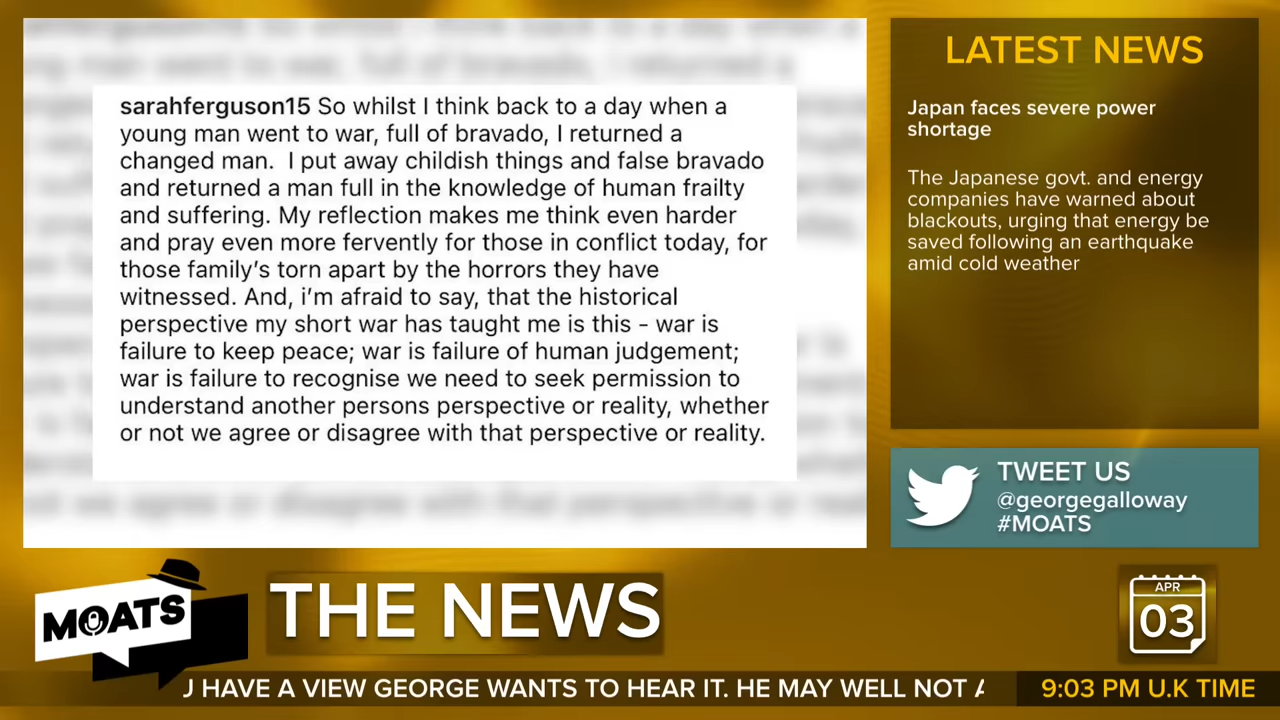 sarahferguson15 So whilst I think back to a day when a
young man went to war, full of bravado, I returned a
changed man.  I put away childish things and false bravado
and returned a man full in the knowledge of human frailty
and suffering. My reflection makes me think even harder
and pray even more fervently for those in conflict today, for
those family's torn apart by the horrors they have
witnessed. And, i'm afraid to say, that the historical
perspective my short war has taught me is this - war is
failure to keep peace; war is failure of human judgement;
war is failure to recognise we need to seek permission to
understand another persons perspective or reality, whether
or not we agree or disagree with that perspective or reality.
LATEST NEWS
Japan faces severe power
shortage
The Japanese govt. and energy
companies have warned about
blackouts, urging that energy be
saved following an earthquake
amid cold weather
TWEET US
@georgegalloway
#MOATS
MOATS
THE NEWS
APR
03
HAVE A VIEW GEORGE WANTS TO HEAR IT. HE MAY WELL NOT
9:03 PM U.K TIME